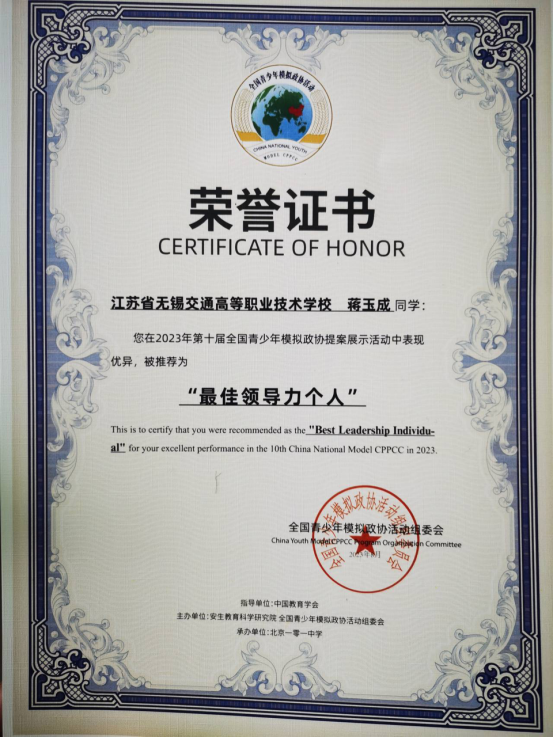 全国青少年模拟政协活动
CHINA NATIONAL YOUTH
MODEL CPPCC
荣誉证书
CERTIFICATE OF HONOR
江苏省无锡交通高等职业技术学校 蒋玉成 同学：
您在2023年第十届全国青少年模拟政协提案展示活动中表现
优异，被推荐为
“最佳领导力个人”
This is to certify that you were recommended as the "Best Leadership Individu-
al" for your excellent performance in the 10th China National Model CPPCC in 2023.
全国青少年模拟政协活动组委会
China Youth Model CPPCC Program Organization Committee
指导单位：中国教育学会
主办单位：安生教育科学研究院 全国青少年模拟政协活动组委会
承办单位：北京一零一中学